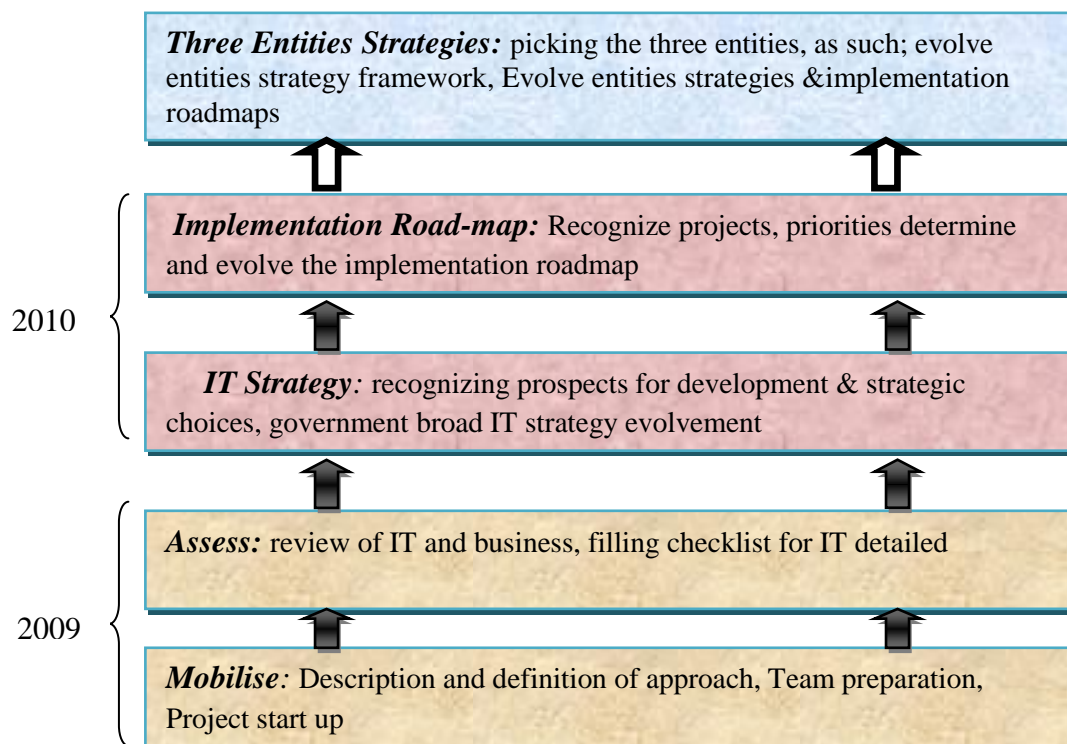 Three Entities Strategies: picking the three entities, as such; evolve
entities strategy framework, Evolve entities strategies &implementation
roadmaps
Implementation Road-map: Recognize projects, priorities determine
and evolve the implementation roadmap
2010
IT Strategy: recognizing prospects for development & strategic
choices, government broad IT strategy evolvement
Assess: review of IT and business, filling checklist for IT detailed
2009
Mobilise: Description and definition of approach, Team preparation,
Project start up